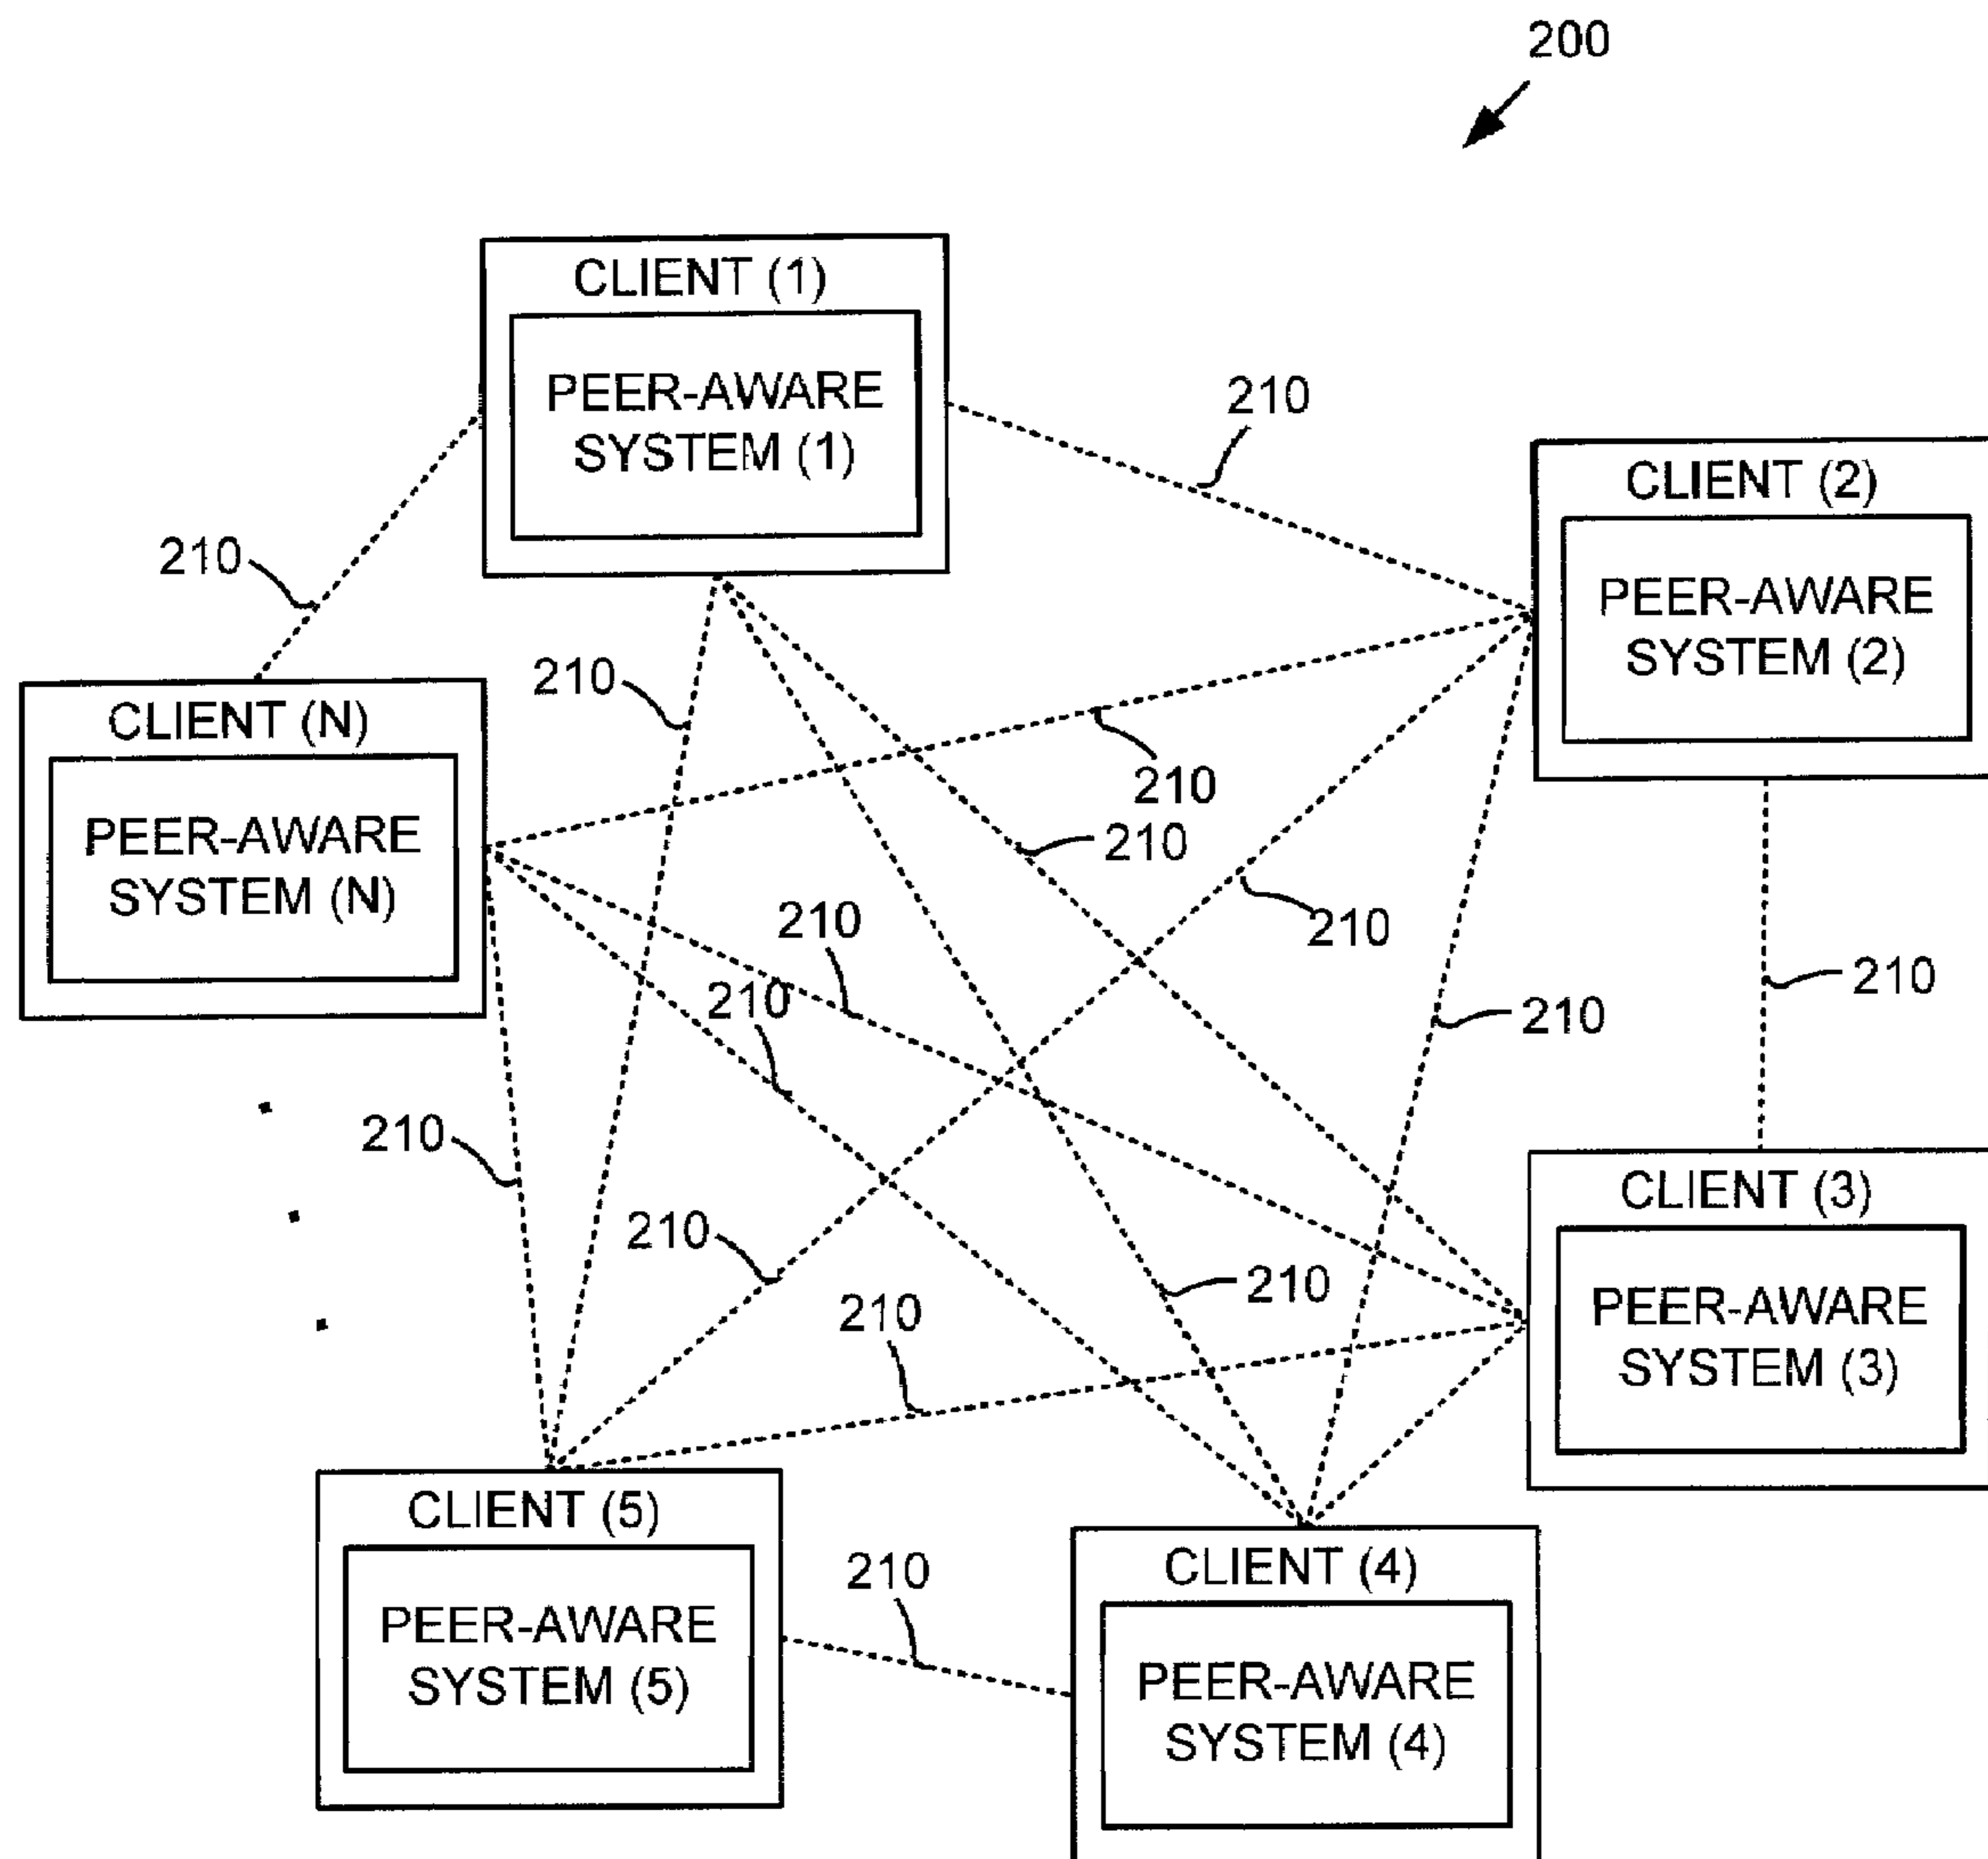 200
CLIENT (1)
PEER-AWARE
SYSTEM (1)
210
CLIENT (2)
PEER-AWARE
SYSTEM (2)
210
210
CLIENT (N)
PEER-AWARE
SYSTEM (N)
210
210
210
210
210
210
210
210
210
CLIENT (3)
PEER-AWARE
SYSTEM (3)
210
210
CLIENT (5)
PEER-AWARE
SYSTEM (5)
210
CLIENT (4)
PEER-AWARE
SYSTEM (4)